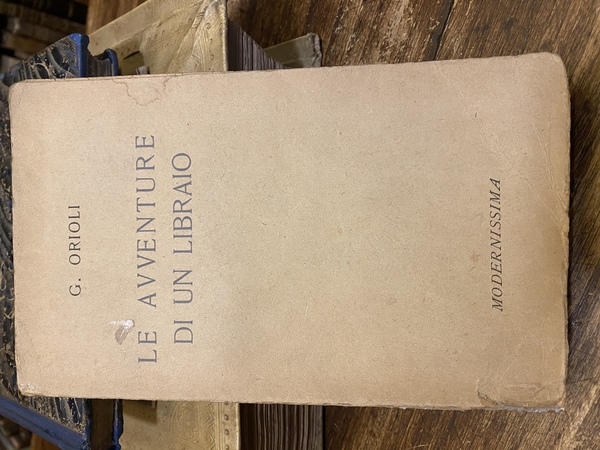 G. ORIOLI
LE AVVENTURE
DI UN LIBRAIO
MODERNISSIMA